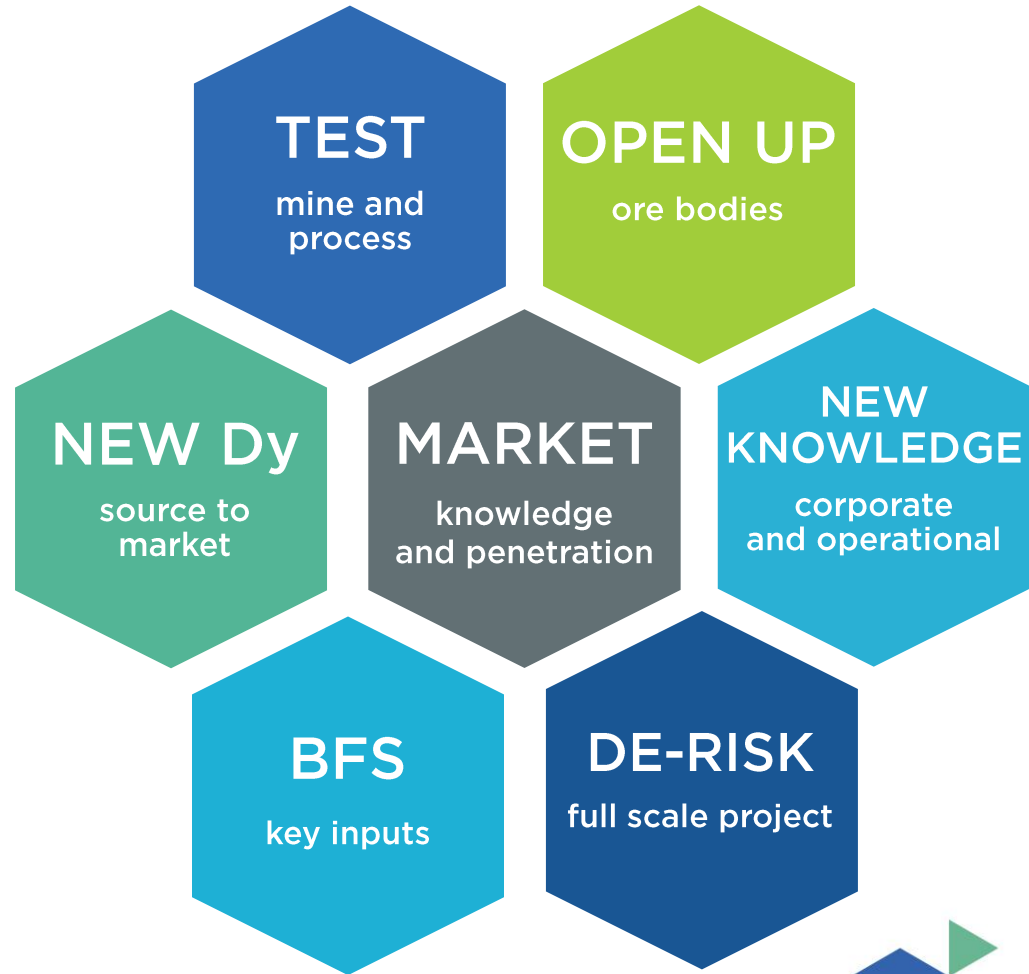 TEST
mine and
process
OPEN UP
ore bodies
NEW Dy
source to
market
MARKET
knowledge
and penetration
NEW
KNOWLEDGE
corporate
and operational
BFS
key inputs
DE-RISK
full scale project